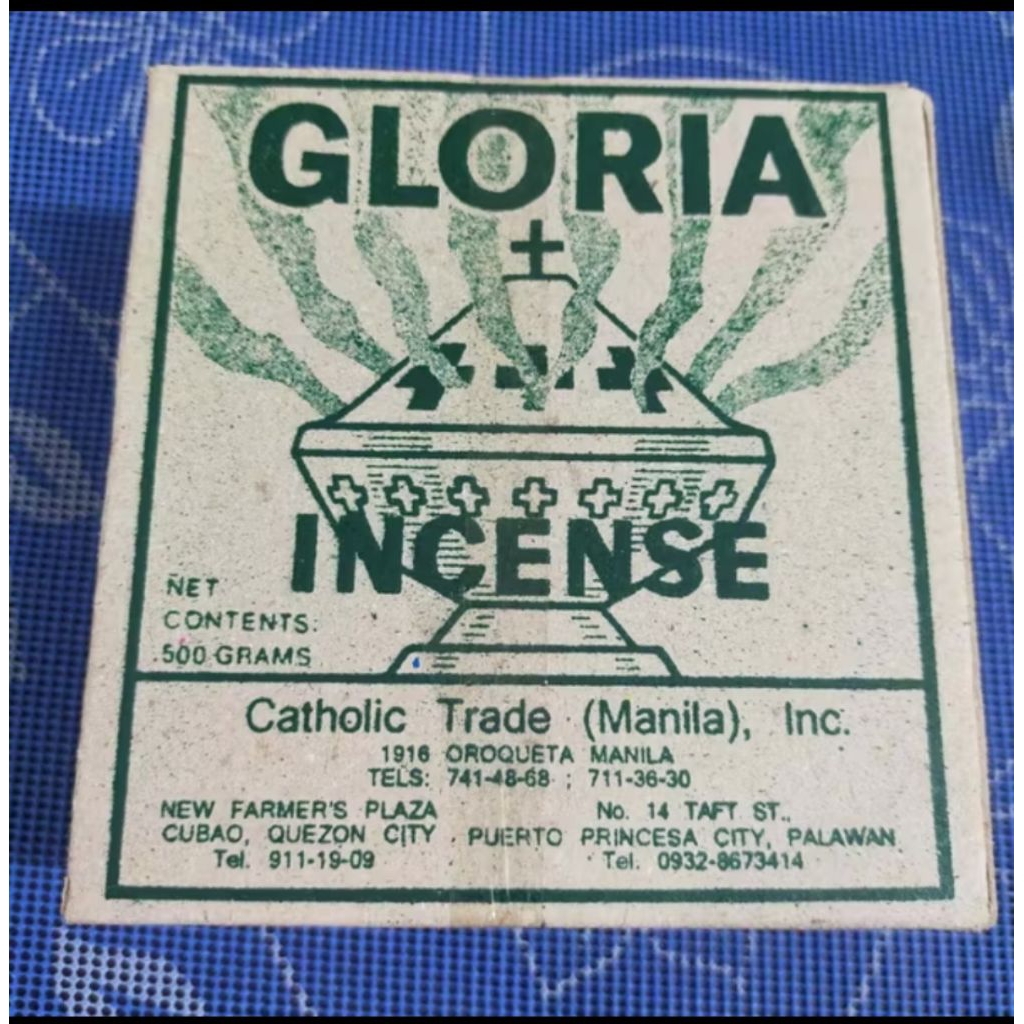 GLORIA
INCENSE
NET
CONTENTS:
500 GRAMS
Catholic Trade (Manila), Inc.
1916 OROQUETA MANILA
TELS: 741-48-68 ; 711-36-30
NEW FARMER'S PLAZA
CUBAO, QUEZON CITY
Tel. 911-19-09
No. 14 TAFT ST.,
PUERTO PRINCESA CITY, PALAWAN
Tel. 0932-8673414